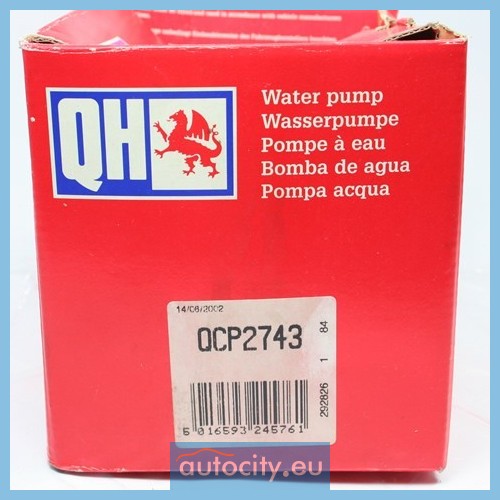 QH
Water pump
Wasserpumpe
Pompe à eau
Bomba de agua
Pompa acqua
14/06/2002
QCP2743
292826 1 84
5 016593 245761
autocity.eu